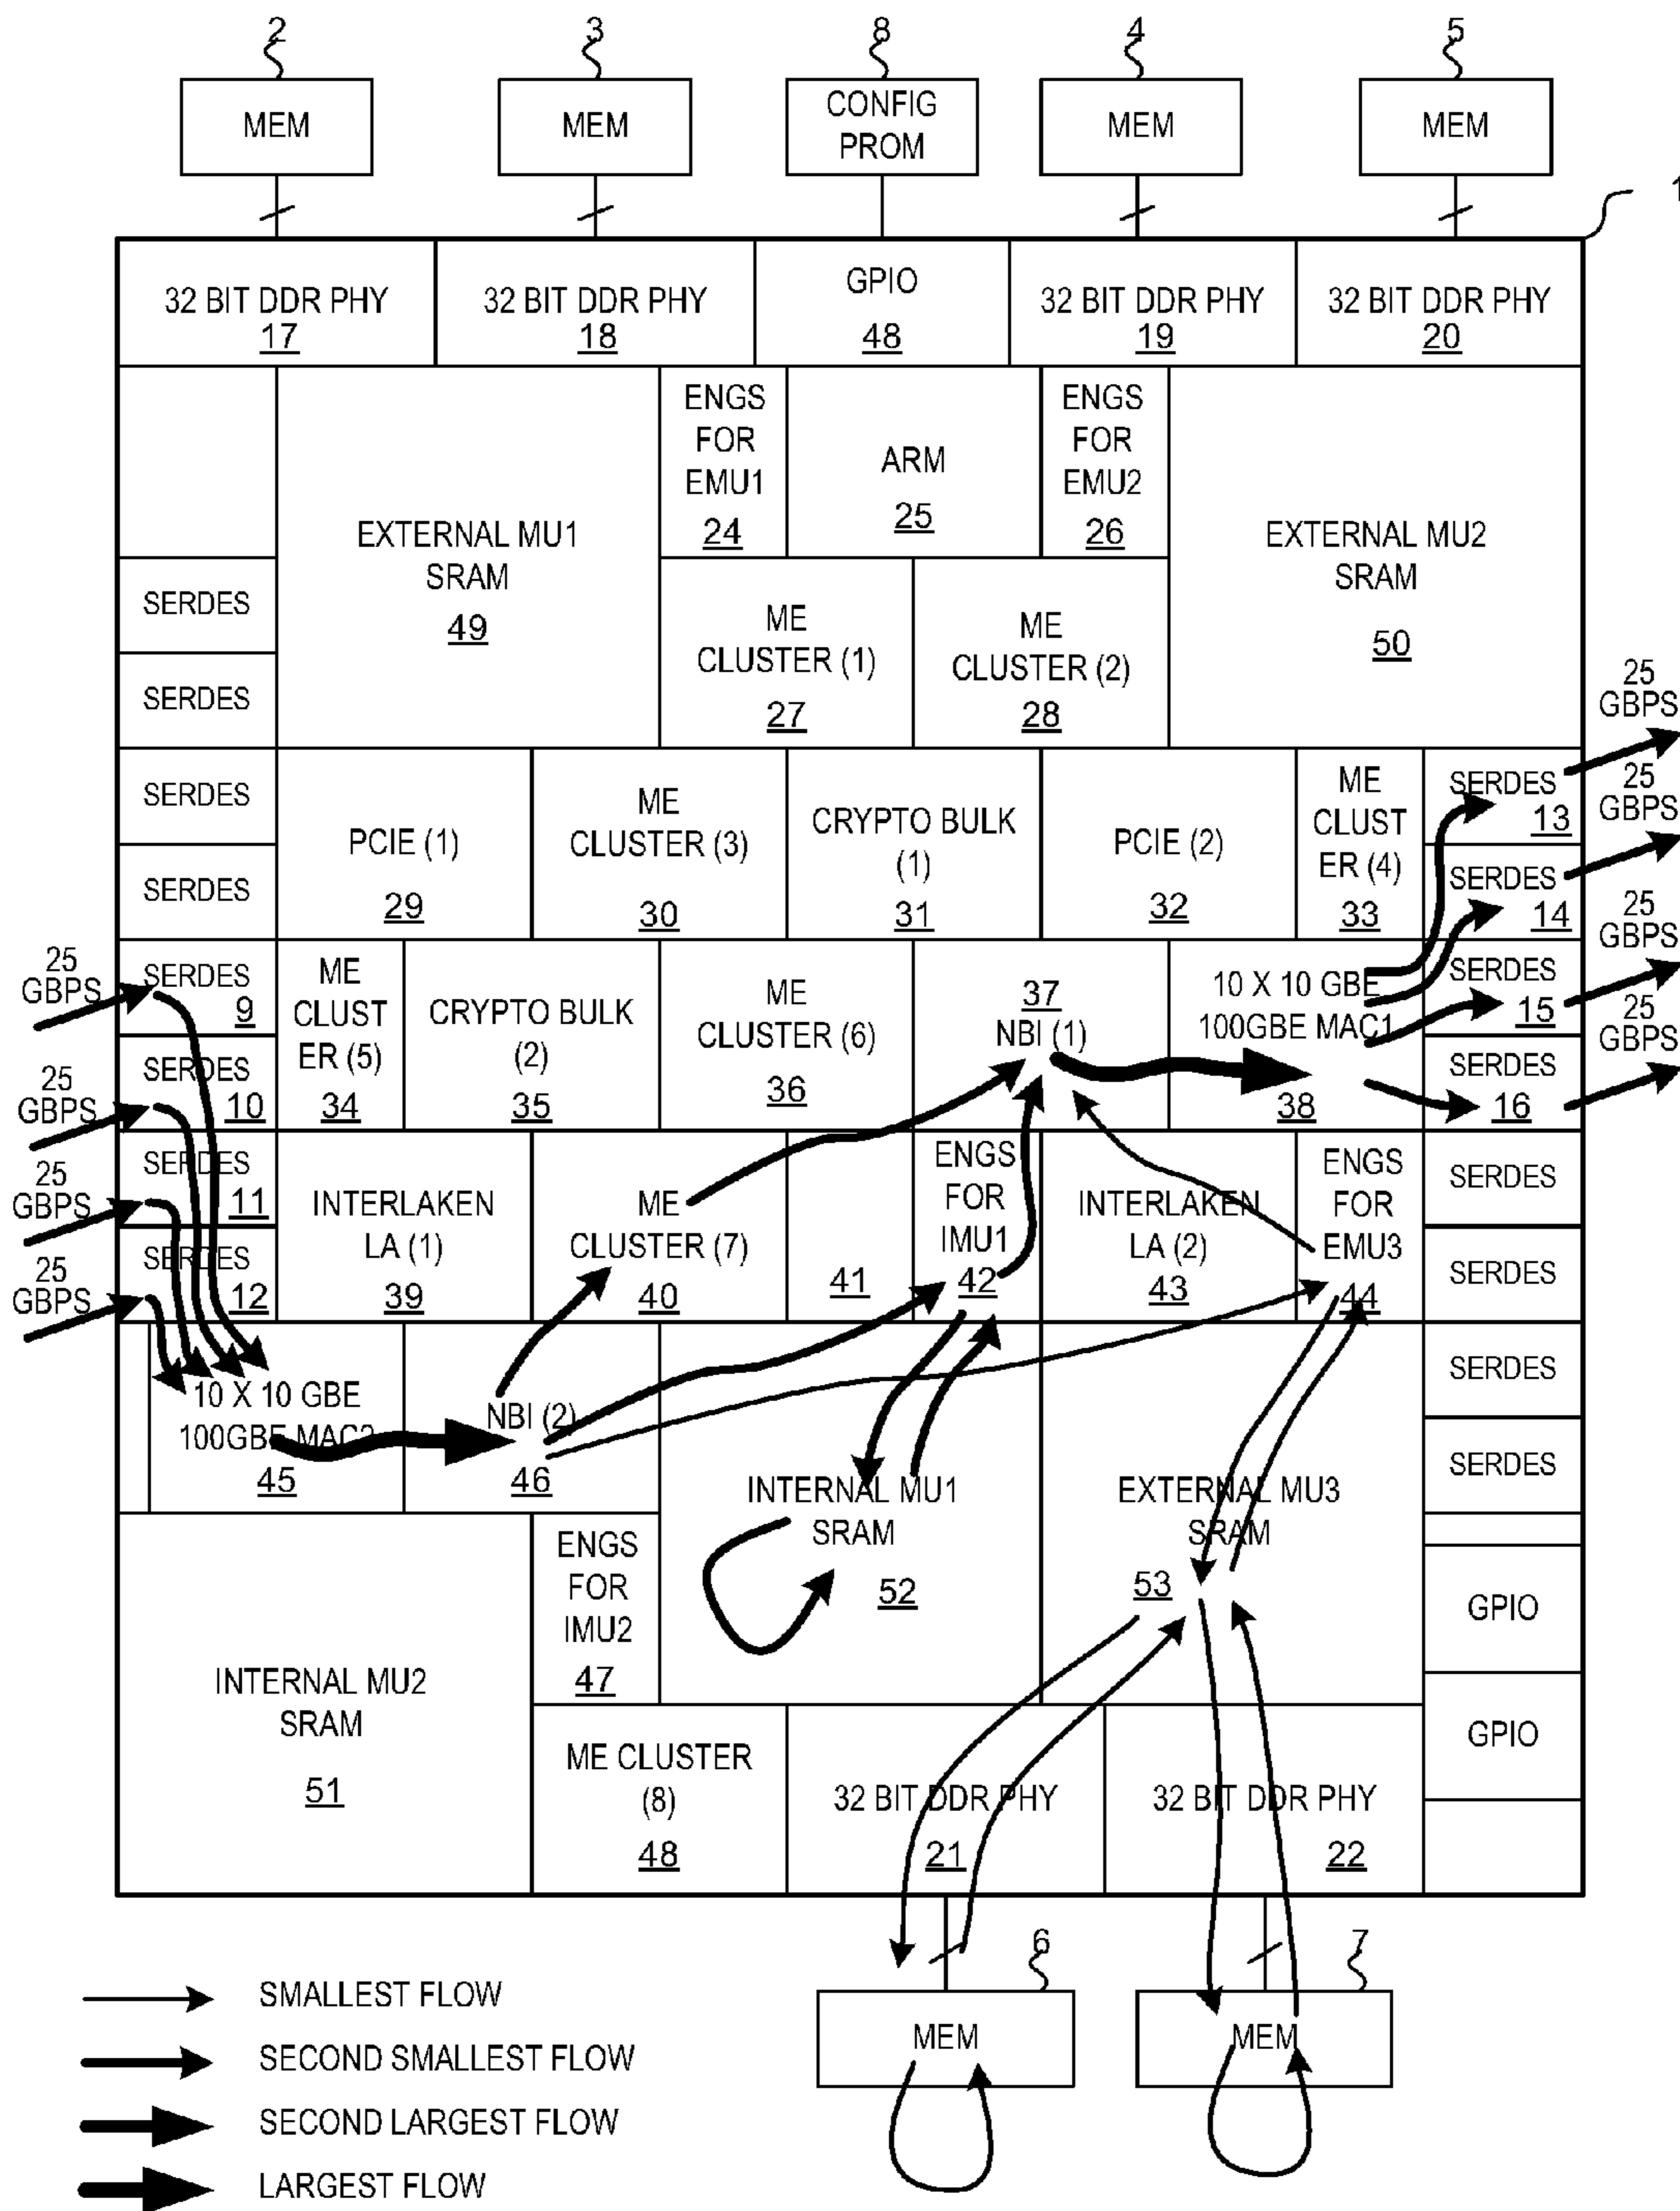 2
3
8
4
5
MEM
MEM
CONFIG
PROM
MEM
MEM
1
32 BIT DDR PHY
17
32 BIT DDR PHY
18
GPIO
48
32 BIT DDR PHY
19
32 BIT DDR PHY
20
EXTERNAL MU1
SRAM
49
ENGS
FOR
EMU1
24
ARM
25
ENGS
FOR
EMU2
26
EXTERNAL MU2
SRAM
50
SERDES
SERDES
ME
CLUSTER (1)
27
ME
CLUSTER (2)
28
25
GBPS
SERDES
SERDES
PCIE (1)
29
ME
CLUSTER (3)
30
CRYPTO BULK
(1)
31
PCIE (2)
32
ME
CLUST
ER (4)
33
SERDES
13
25
GBPS
SERDES
14
25
GBPS
25
GBPS
SERDES
9
25
GBPS
SERDES
10
ME
CLUST
ER (5)
34
CRYPTO BULK
(2)
35
ME
CLUSTER (6)
36
37
NBI (1)
10 X 10 GBE
100GBE MAC1
38
SERDES
15
SERDES
16
25
GBPS
25
GBPS
SERDES
11
25
GBPS
SERDES
12
INTERLAKEN
LA (1)
39
ME
CLUSTER (7)
40
41
ENGS
FOR
IMU1
42
INTERLAKEN
LA (2)
43
ENGS
FOR
EMU3
44
SERDES
SERDES
10 X 10 GBE
100GBE MAC2
45
NBI (2)
46
INTERNAL MU1
SRAM
52
EXTERNAL MU3
SRAM
53
SERDES
SERDES
GPIO
GPIO
INTERNAL MU2
SRAM
51
ENGS
FOR
IMU2
47
ME CLUSTER
(8)
48
32 BIT DDR PHY
21
32 BIT DDR PHY
22
6
7
MEM
MEM
SMALLEST FLOW
SECOND SMALLEST FLOW
SECOND LARGEST FLOW
LARGEST FLOW